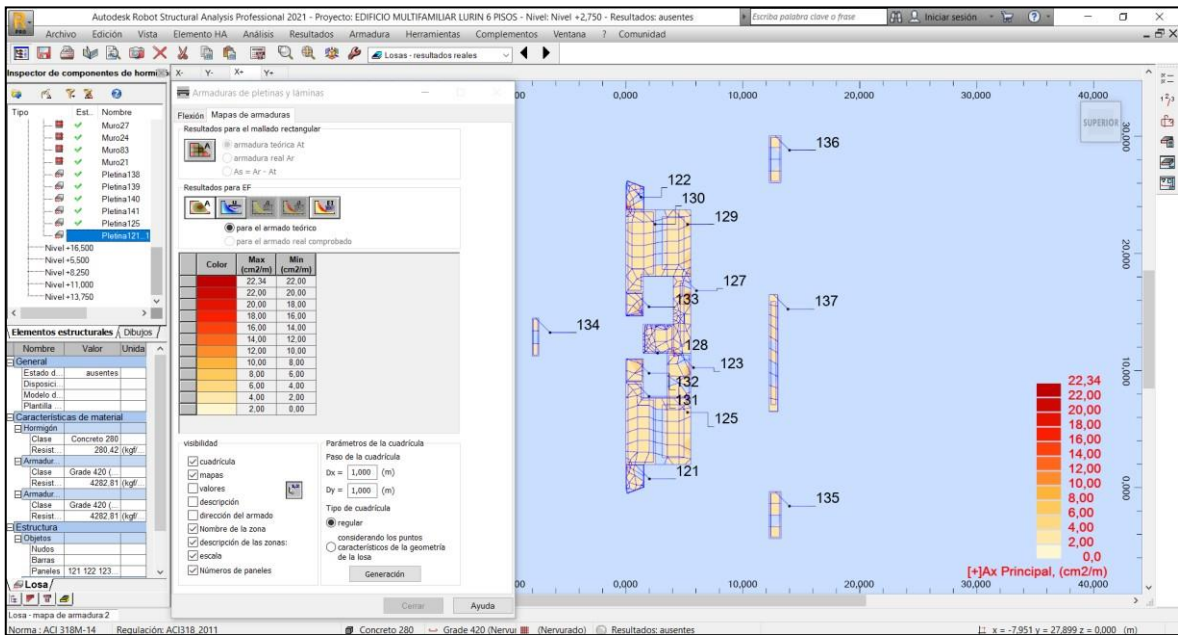 Autodesk Robot Structural Analysis Professional 2021 - Proyecto: EDIFICIO MULTIFAMILIAR LURIN 6 PISOS - Nivel: Nivel +2,750 - Resultados: ausentes
Escriba palabra clave o frase
Iniciar sesión
PRO
Archivo Edición Vista Elemento HA Análisis Resultados Armadura Herramientas Complementos Ventana ? Comunidad
Losas - resultados reales
Inspector de componentes de hormi
X- Y- X+ Y+
Tipo Est.. Nombre
Muro27
Muro24
Muro83
Muro21
Pletina138
Pletina139
Pletina140
Pletina141
Pletina125
Pletina121..1
Nivel +16,500
Nivel +5,500
Nivel +8,250
Nivel +11,000
Nivel +13,750
Elementos estructurales Dibujos
Nombre Valor Unida
General
Estado d... ausentes
Disposici...
Modelo d...
Plantilla ...
Características de material
Hormigón
Clase Concreto 280
Resist... 280,42 (kgf/
Armadur...
Clase Grade 420 (...
Resist... 4282,81 (kgf/
Armadur...
Clase Grade 420 (...
Resist... 4282,81 (kgf/
Estructura
Objetos
Nudos
Barras
Paneles 121 122 123...
Losa
Losa - mapa de armadura:2
Armaduras de pletinas y láminas
Flexión Mapas de armaduras
Resultados para el mallado rectangular
armadura teórica At
armadura real Ar
As = Ar - At
Resultados para EF
para el armado teórico
para el armado real comprobado
Color Max (cm2/m) Min (cm2/m)
22,34 22,00
22,00 20,00
20,00 18,00
18,00 16,00
16,00 14,00
14,00 12,00
12,00 10,00
10,00 8,00
8,00 6,00
6,00 4,00
4,00 2,00
2,00 0,00
visibilidad
cuadrícula
mapas
valores
descripción
dirección del armado
Nombre de la zona
descripción de las zonas:
escala
Números de paneles
Parámetros de la cuadrícula
Paso de la cuadrícula
Dx = 1,000 (m)
Dy = 1,000 (m)
Tipo de cuadrícula
regular
considerando los puntos
características de la geometría
de la losa
Generación
Cerrar Ayuda
00 0,000 10,000 20,000 30,000 40,000
SUPERIOR
30,000
20,000
10,000
0,000
136
122
130
129
127
133
134
137
128
123
132
131
125
121
135
22,34
22,00
20,00
18,00
16,00
14,00
12,00
10,00
8,00
6,00
4,00
2,00
0,0
[+]Ax Principal, (cm2/m)
00 0,000 10,000 20,000 30,000 40,000
Norma : ACI 318M-14 Regulación: ACI318_2011 Concreto 280 Grade 420 (Nervur (Nervurado) Resultados: ausentes x = -7,951 y = 27,899 z = 0,000 (m)